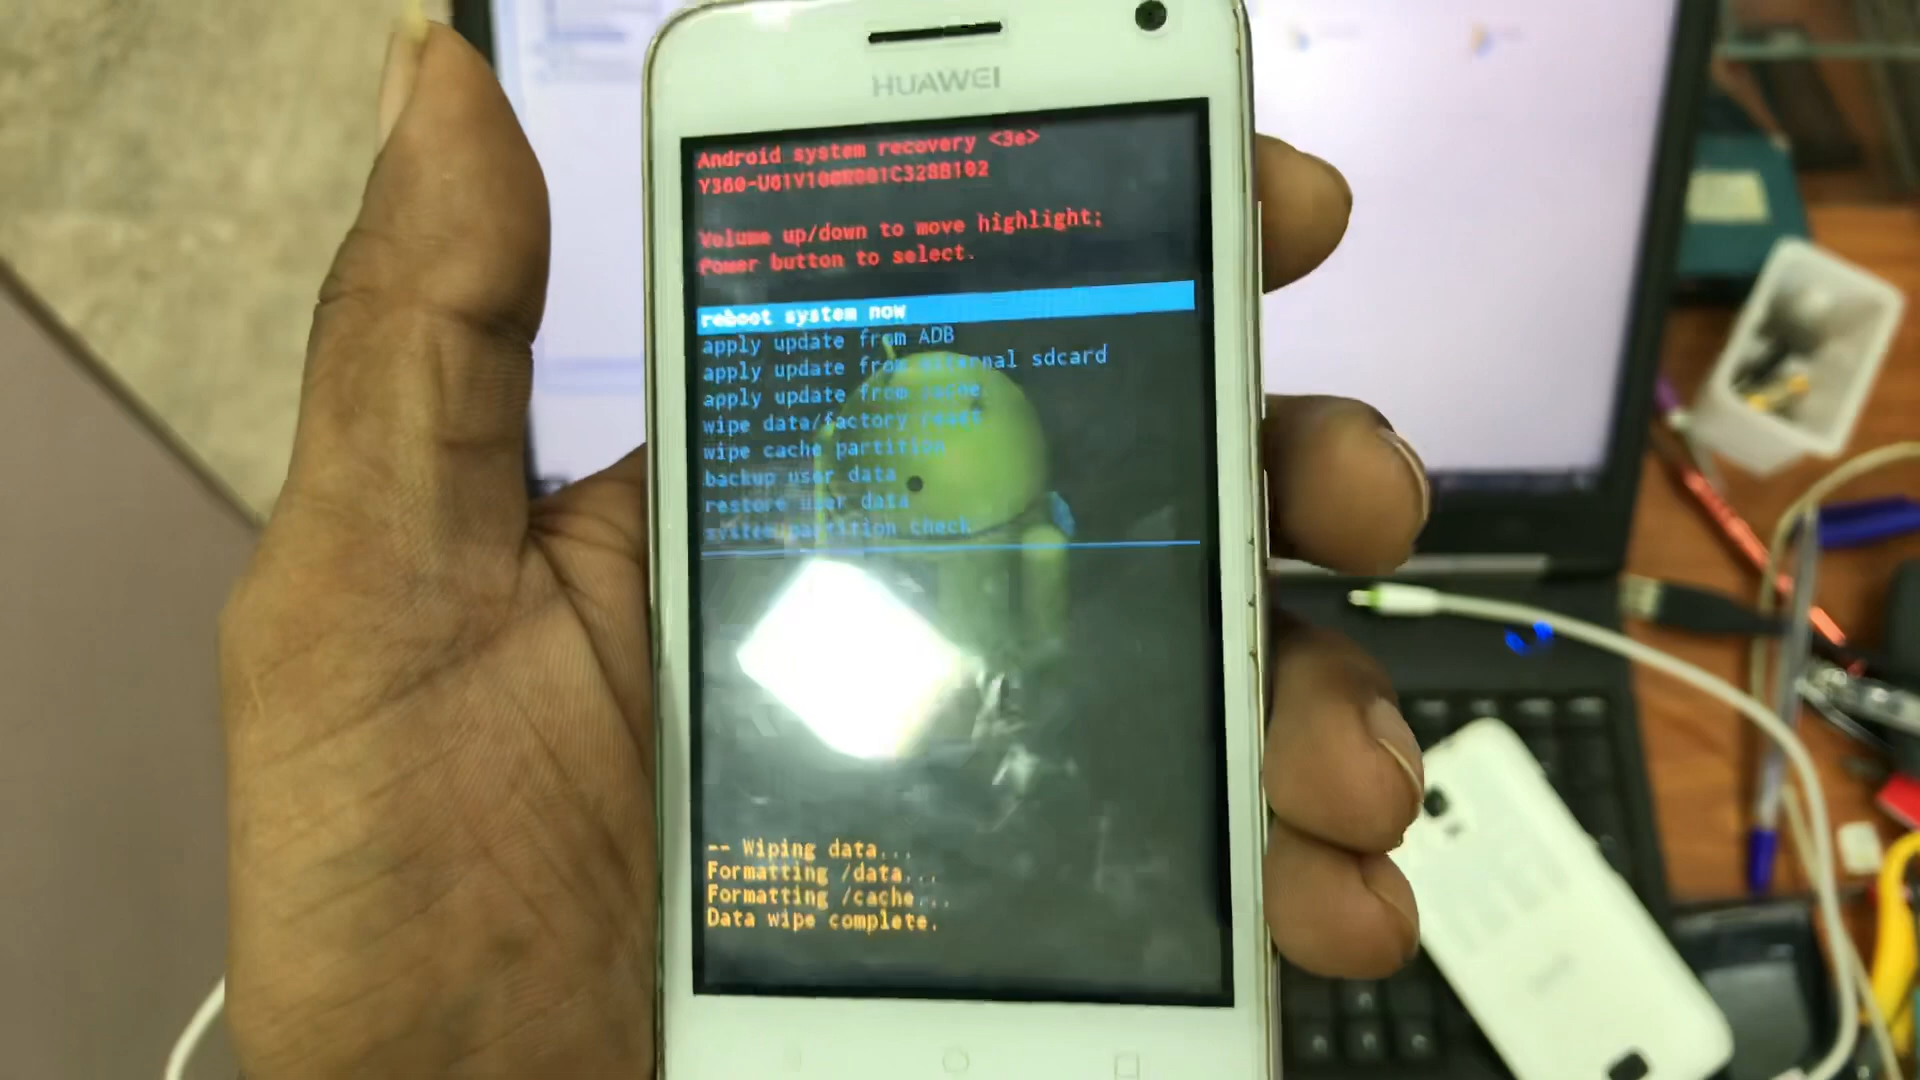 HUAWEI
Android system recovery <3e>
Y360-U61V100R001C328B102
Volume up/down to move highlight;
Power button to select.
reboot system now
apply update from ADB
apply update from external sdcard
apply update from cache
wipe data/factory reset
wipe cache partition
backup user data
restore user data
system partition check
-- Wiping data...
Formatting /data...
Formatting /cache...
Data wipe complete.